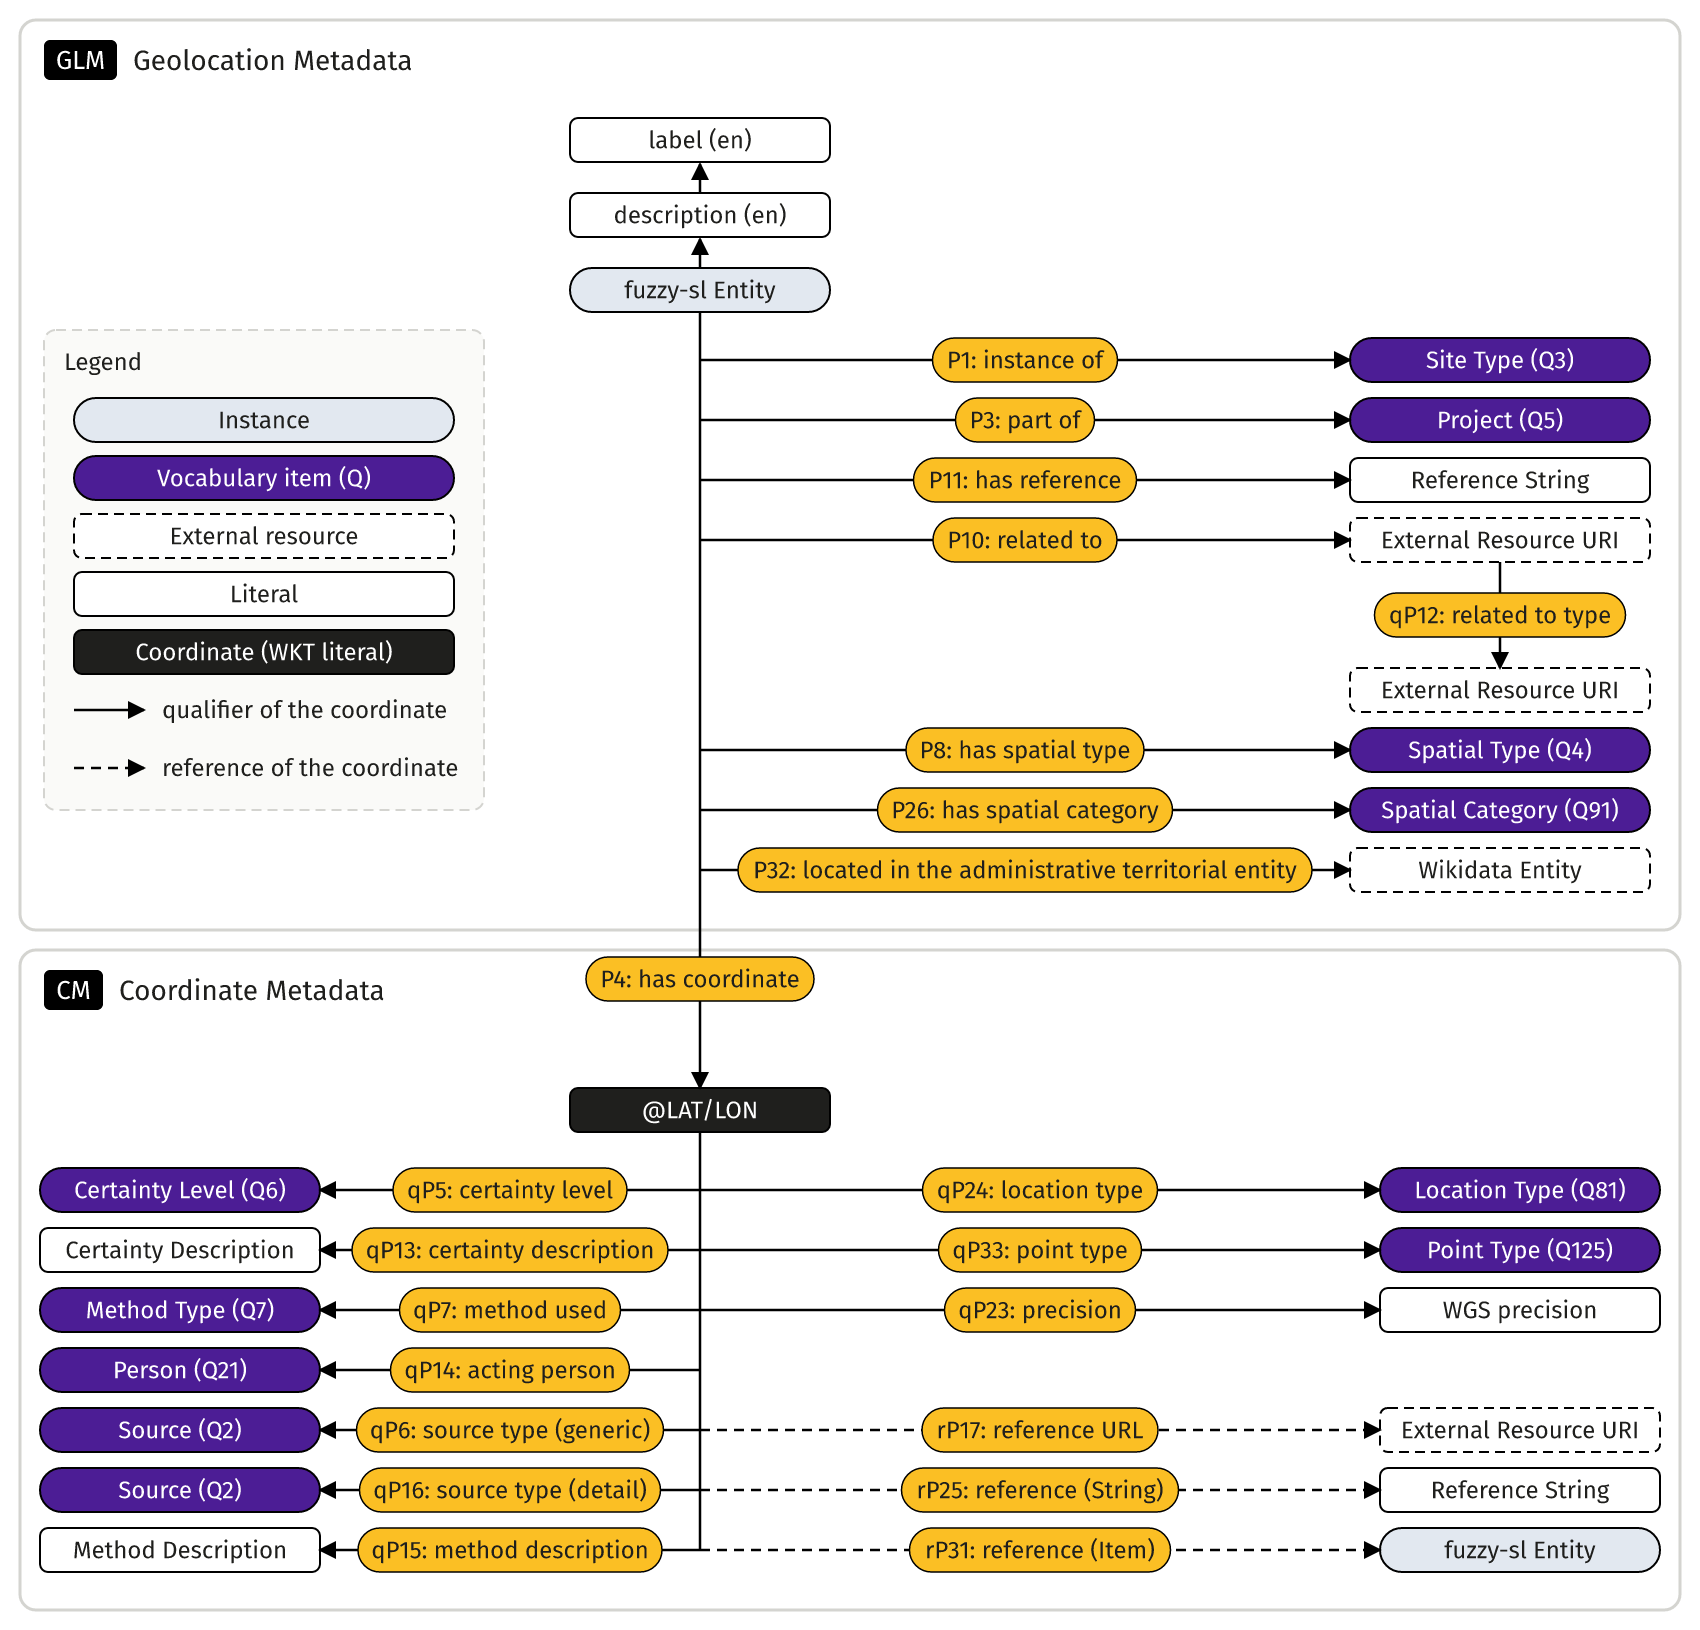 GLM Geolocation Metadata
label (en)
description (en)
fuzzy-sl Entity
Legend
Instance
Vocabulary item (Q)
External resource
Literal
Coordinate (WKT literal)
qualifier of the coordinate
reference of the coordinate
P1: instance of Site Type (Q3)
P3: part of Project (Q5)
P11: has reference Reference String
P10: related to External Resource URI
qP12: related to type
External Resource URI
P8: has spatial type Spatial Type (Q4)
P26: has spatial category Spatial Category (Q91)
P32: located in the administrative territorial entity Wikidata Entity
P4: has coordinate
CM Coordinate Metadata
@LAT/LON
Certainty Level (Q6) qP5: certainty level qP24: location type Location Type (Q81)
Certainty Description qP13: certainty description qP33: point type Point Type (Q125)
Method Type (Q7) qP7: method used qP23: precision WGS precision
Person (Q21) qP14: acting person
Source (Q2) qP6: source type (generic) rP17: reference URL External Resource URI
Source (Q2) qP16: source type (detail) rP25: reference (String) Reference String
Method Description qP15: method description rP31: reference (Item) fuzzy-sl Entity